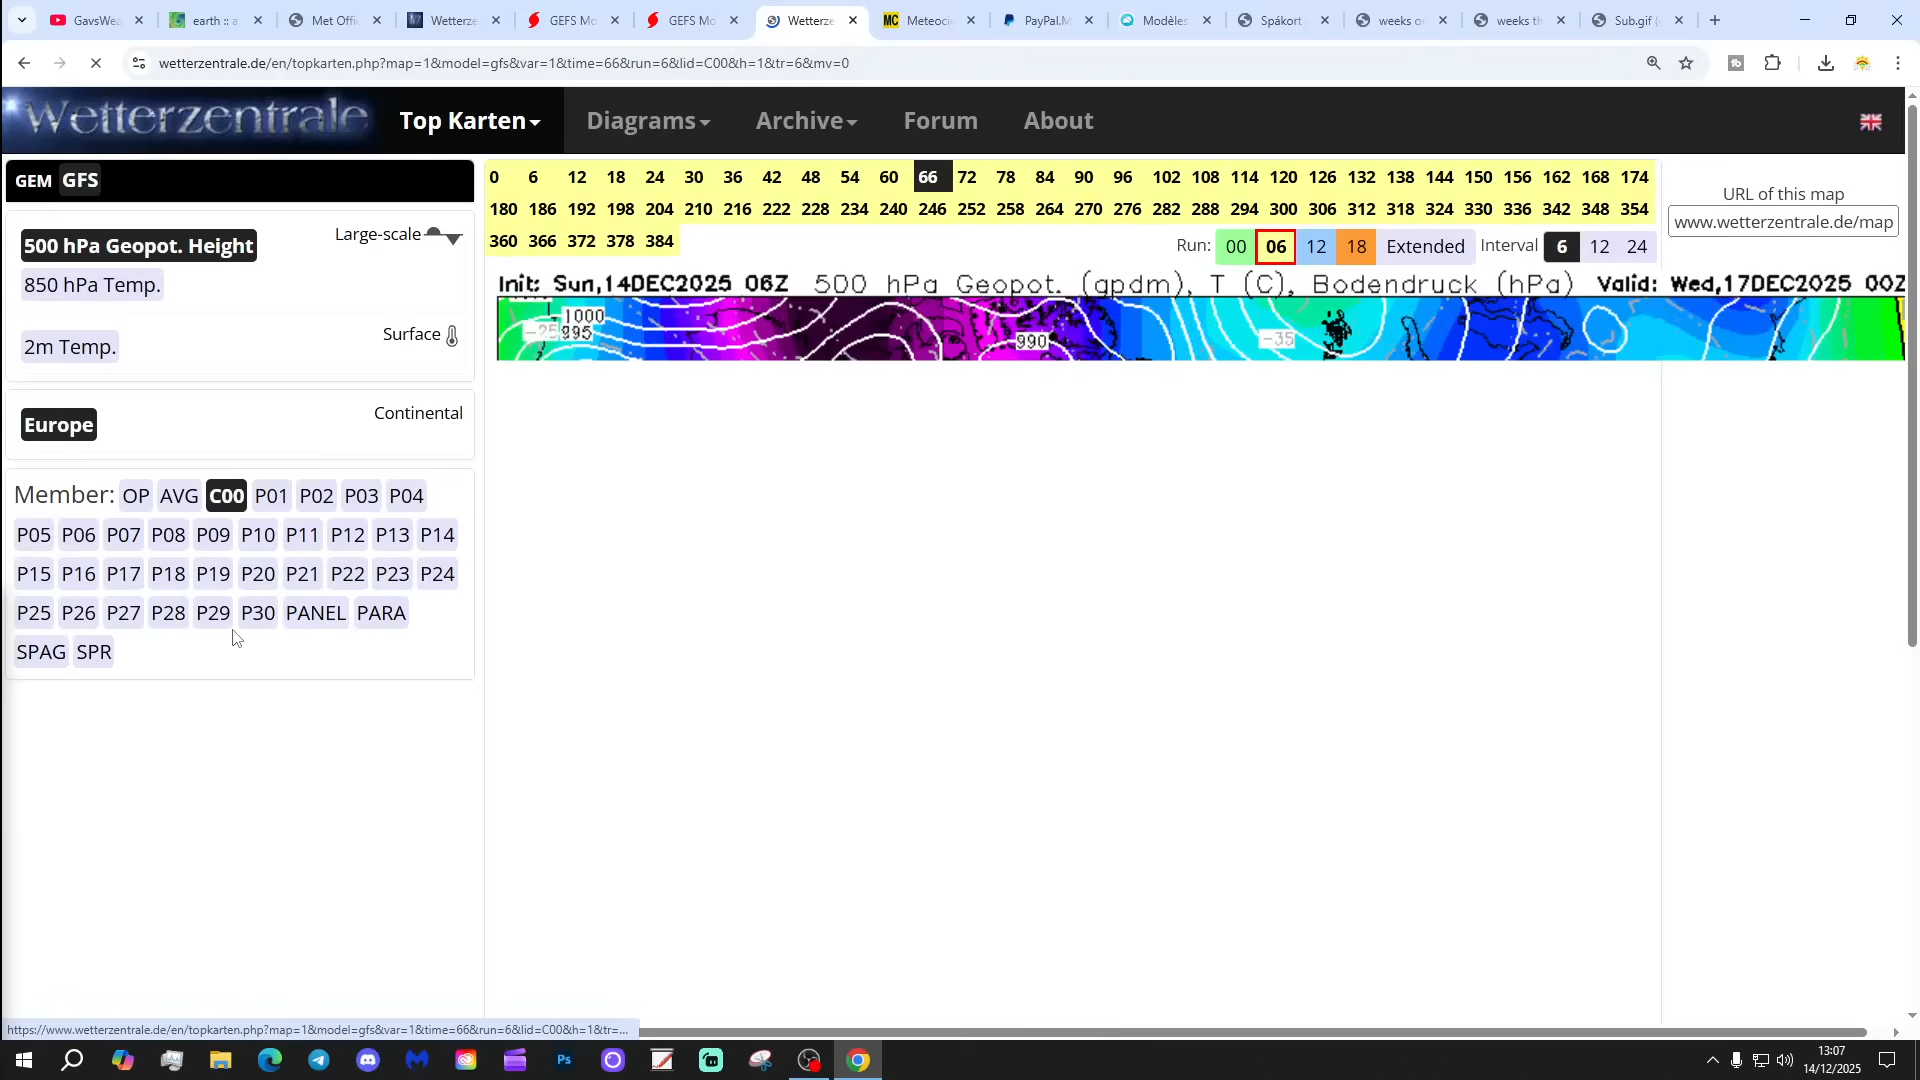 GavsWea
earth :: a
Met Offi
Wetterze
GEFS Mo
GEFS Mo
Wetterze
Meteocie
PayPal.M
Modèles
Spákort
weeks o
weeks th
Sub.gif (
wetterzentrale.de/en/topkarten.php?map=1&model=gfs&var=1&time=66&run=6&lid=C00&h=1&tr=6&mv=0
Wetterzentrale Top Karten Diagrams Archive Forum About
GEM GFS
500 hPa Geopot. Height Large-scale
850 hPa Temp.
2m Temp. Surface
Europe Continental
Member: OP AVG C00 P01 P02 P03 P04
P05 P06 P07 P08 P09 P10 P11 P12 P13 P14
P15 P16 P17 P18 P19 P20 P21 P22 P23 P24
P25 P26 P27 P28 P29 P30 PANEL PARA
SPAG SPR
0 6 12 18 24 30 36 42 48 54 60 66 72 78 84 90 96 102 108 114 120 126 132 138 144 150 156 162 168 174
180 186 192 198 204 210 216 222 228 234 240 246 252 258 264 270 276 282 288 294 300 306 312 318 324 330 336 342 348 354
360 366 372 378 384
Run: 00 06 12 18 Extended Interval 6 12 24
URL of this map
www.wetterzentrale.de/map
Init: Sun,14DEC2025 06Z 500 hPa Geopot. (gpdm), T (C), Bodendruck (hPa) Valid: Wed,17DEC2025 00Z
1000
-25 995
990
-35
https://www.wetterzentrale.de/en/topkarten.php?map=1&model=gfs&var=1&time=66&run=6&lid=C00&h=1&tr=...
Ps
13:07
14/12/2025